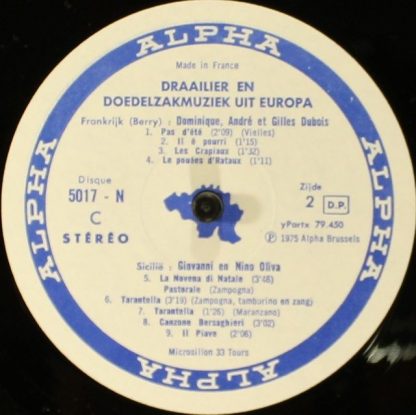 ALPHA
Made in France
DRAAILIER EN
DOEDELZAKMUZIEK UIT EUROPA
Frankrijk (Berry) : Dominique, André et Gilles Dubois
1. Pas d'été (2'09) (Vielles)
2. Il é pourri (1'15)
3. Les Crapiaux (1'32)
4. Le pouées d'Hataux (1'11)
Disque
5017 - N
C
STÉRÉO
Zijde
2 D.P.
yPartx 79.450
℗ 1975 Alpha Brussels
ALPHA
ALPHA
Sicilië : Giovanni en Nino Oliva
5. La Novena di Natale (3'48)
Pastorale (Zampogna)
6. Tarantella (3'19) (Zampogna, tamburino en zang)
7. Tarantella (1'26) (Maranzano)
8. Canzone Bersaghieri (3'02)
9. Il Piave (2'06)
Microsillon 33 Tours
ALPHA